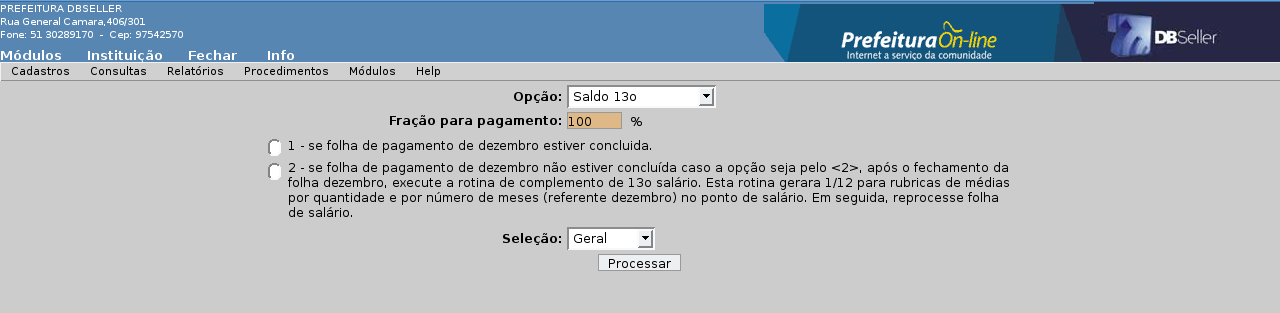 PREFEITURA DBSELLER
Rua General Camara,406/301
Fone: 51 30289170 - Cep: 97542570
Módulos Instituição Fechar Info
Prefeitura On-line
Internet a serviço da comunidade
DBSeller
Cadastros Consultas Relatórios Procedimentos Módulos Help
Opção: Saldo 13o
Fração para pagamento: 100 %
1 - se folha de pagamento de dezembro estiver concluida.
2 - se folha de pagamento de dezembro não estiver concluída caso a opção seja pelo <2>, após o fechamento da
folha dezembro, execute a rotina de complemento de 13o salário. Esta rotina gerara 1/12 para rubricas de médias
por quantidade e por número de meses (referente dezembro) no ponto de salário. Em seguida, reprocesse folha
de salário.
Seleção: Geral
Processar